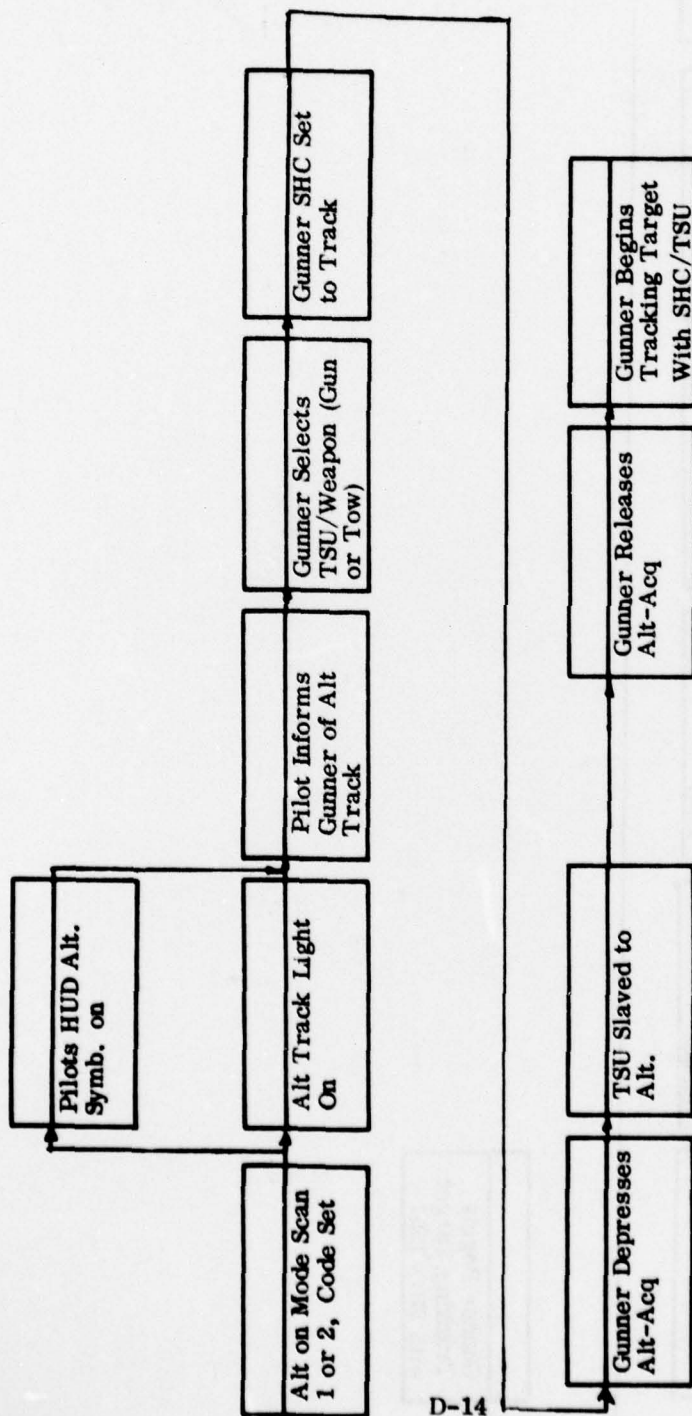 Pilots HUD Alt.
Symb. on
Alt on Mode Scan
1 or 2, Code Set
Alt Track Light
On
Pilot Informs
Gunner of Alt
Track
Gunner Selects
TSU/Weapon (Gun
or Tow)
Gunner SHC Set
to Track
Gunner Depresses
Alt-Acq
TSU Slaved to
Alt.
Gunner Releases
Alt-Acq
Gunner Begins
Tracking Target
With SHC/TSU
D-14